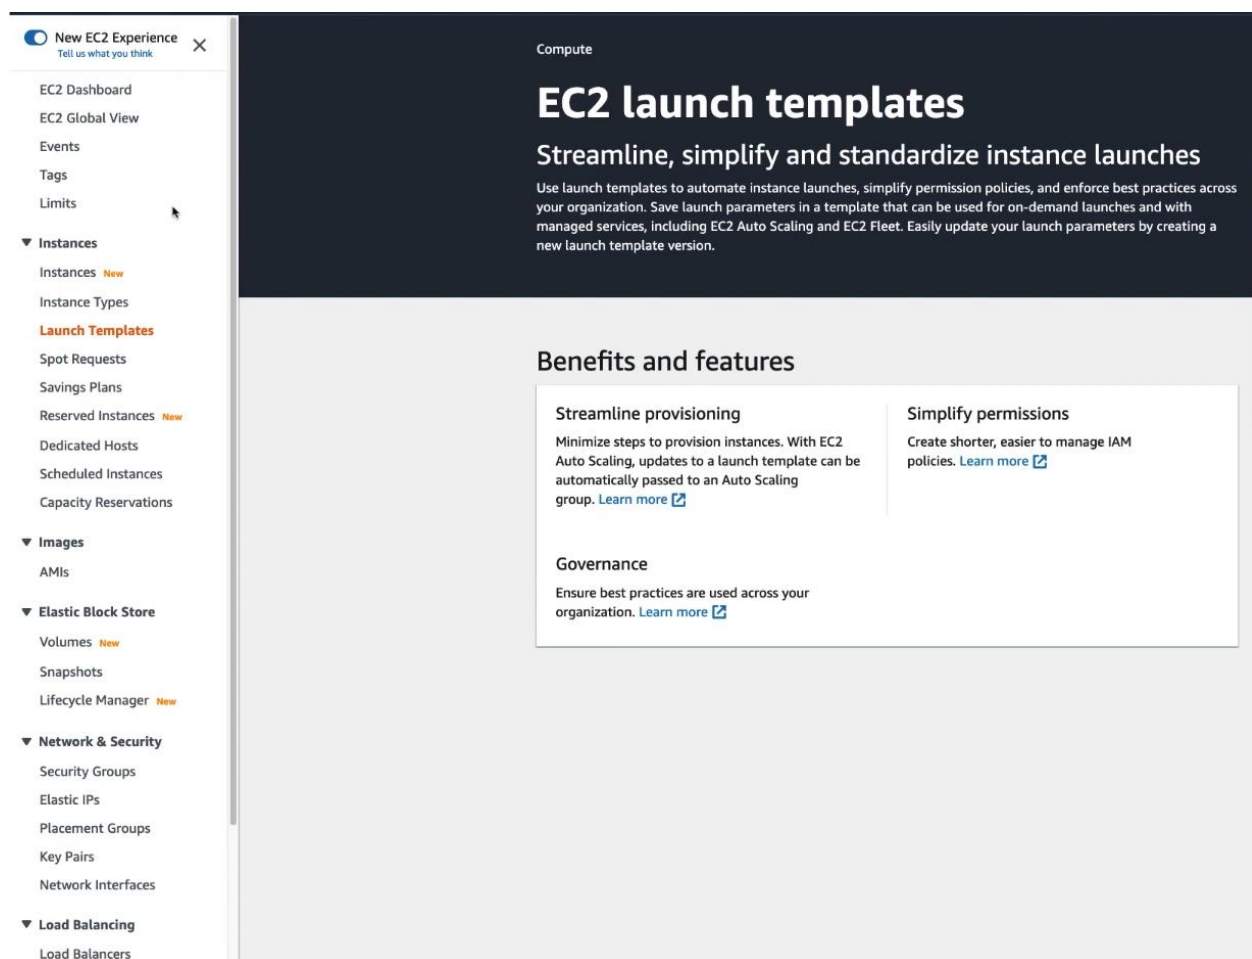 New EC2 Experience
Tell us what you think
EC2 Dashboard
EC2 Global View
Events
Tags
Limits
Instances
Instances New
Instance Types
Launch Templates
Spot Requests
Savings Plans
Reserved Instances New
Dedicated Hosts
Scheduled Instances
Capacity Reservations
Images
AMIs
Elastic Block Store
Volumes New
Snapshots
Lifecycle Manager New
Network & Security
Security Groups
Elastic IPs
Placement Groups
Key Pairs
Network Interfaces
Load Balancing
Load Balancers
Compute
EC2 launch templates
Streamline, simplify and standardize instance launches
Use launch templates to automate instance launches, simplify permission policies, and enforce best practices across
your organization. Save launch parameters in a template that can be used for on-demand launches and with
managed services, including EC2 Auto Scaling and EC2 Fleet. Easily update your launch parameters by creating a
new launch template version.
Benefits and features
Streamline provisioning
Minimize steps to provision instances. With EC2
Auto Scaling, updates to a launch template can be
automatically passed to an Auto Scaling
group. Learn more
Simplify permissions
Create shorter, easier to manage IAM
policies. Learn more
Governance
Ensure best practices are used across your
organization. Learn more